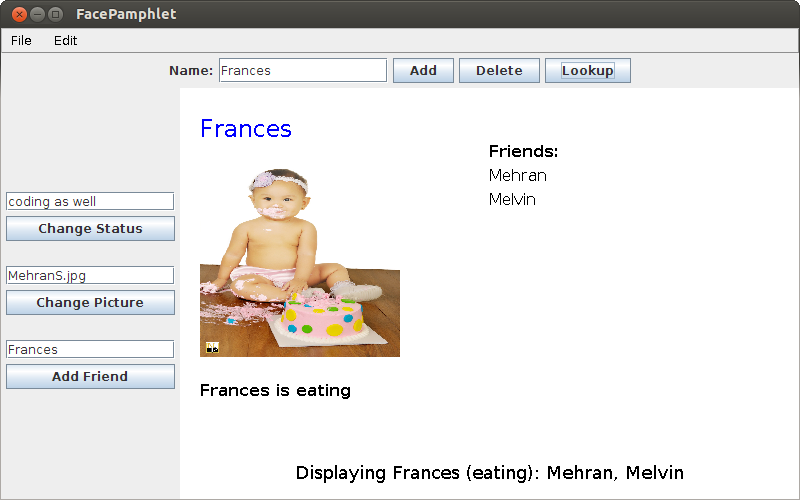 FacePamphlet
File Edit
Name: Frances Add Delete Lookup
Frances
Friends:
Mehran
Melvin
coding as well
Change Status
MehranS.jpg
Change Picture
Frances
Add Friend
Frances is eating
Displaying Frances (eating): Mehran, Melvin